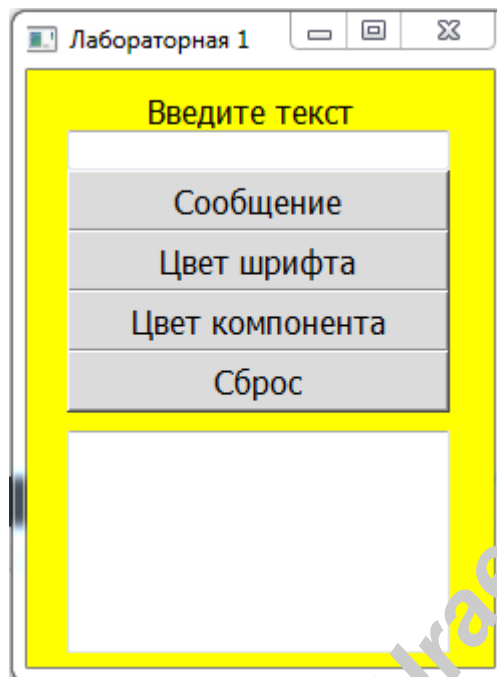 Лабораторная 1
Введите текст
Сообщение
Цвет шрифта
Цвет компонента
Сброс